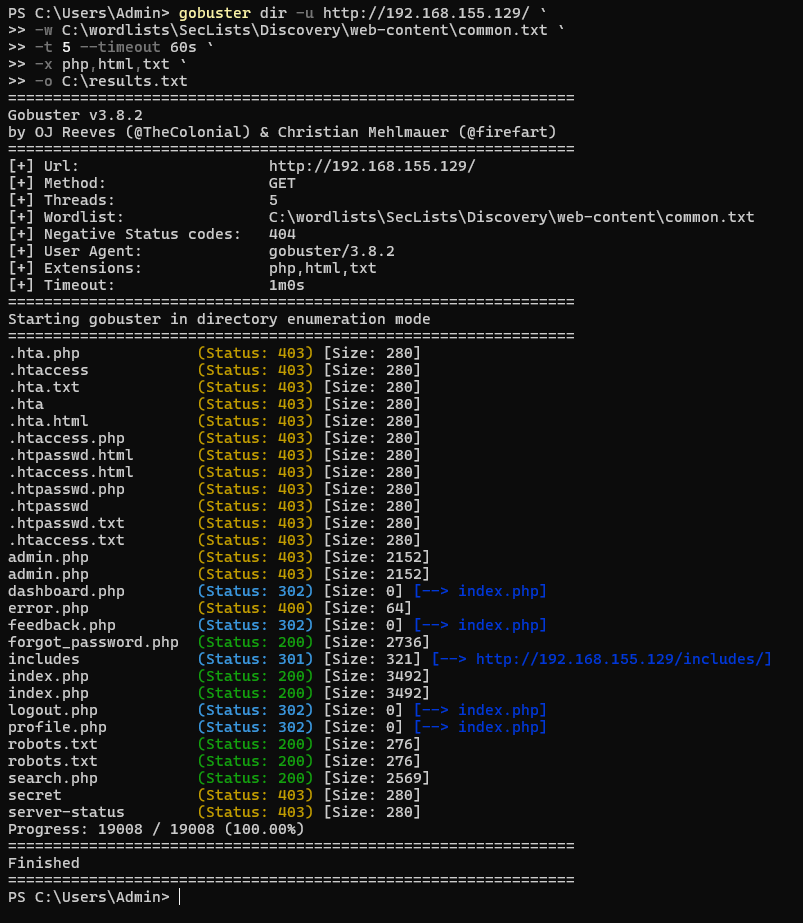 PS C:\Users\Admin> gobuster dir -u http://192.168.155.129/ `
>> -w C:\wordlists\SecLists\Discovery\web-content\common.txt `
>> -t 5 --timeout 60s `
>> -x php,html,txt `
>> -o C:\results.txt
===============================================================
Gobuster v3.8.2
by OJ Reeves (@TheColonial) & Christian Mehlmauer (@firefart)
===============================================================
[+] Url:                     http://192.168.155.129/
[+] Method:                  GET
[+] Threads:                 5
[+] Wordlist:                C:\wordlists\SecLists\Discovery\web-content\common.txt
[+] Negative Status codes:   404
[+] User Agent:              gobuster/3.8.2
[+] Extensions:              php,html,txt
[+] Timeout:                 1m0s
===============================================================
Starting gobuster in directory enumeration mode
===============================================================
.hta.php             (Status: 403) [Size: 280]
.htaccess            (Status: 403) [Size: 280]
.hta.txt             (Status: 403) [Size: 280]
.hta                 (Status: 403) [Size: 280]
.hta.html            (Status: 403) [Size: 280]
.htaccess.php        (Status: 403) [Size: 280]
.htpasswd.html       (Status: 403) [Size: 280]
.htaccess.html       (Status: 403) [Size: 280]
.htpasswd.php        (Status: 403) [Size: 280]
.htpasswd            (Status: 403) [Size: 280]
.htpasswd.txt        (Status: 403) [Size: 280]
.htaccess.txt        (Status: 403) [Size: 280]
admin.php            (Status: 403) [Size: 2152]
admin.php            (Status: 403) [Size: 2152]
dashboard.php        (Status: 302) [Size: 0] [--> index.php]
error.php            (Status: 400) [Size: 64]
feedback.php         (Status: 302) [Size: 0] [--> index.php]
forgot_password.php  (Status: 200) [Size: 2736]
includes             (Status: 301) [Size: 321] [--> http://192.168.155.129/includes/]
index.php            (Status: 200) [Size: 3492]
index.php            (Status: 200) [Size: 3492]
logout.php           (Status: 302) [Size: 0] [--> index.php]
profile.php          (Status: 302) [Size: 0] [--> index.php]
robots.txt           (Status: 200) [Size: 276]
robots.txt           (Status: 200) [Size: 276]
search.php           (Status: 200) [Size: 2569]
secret               (Status: 403) [Size: 280]
server-status        (Status: 403) [Size: 280]
Progress: 19008 / 19008 (100.00%)
===============================================================
Finished
===============================================================
PS C:\Users\Admin>